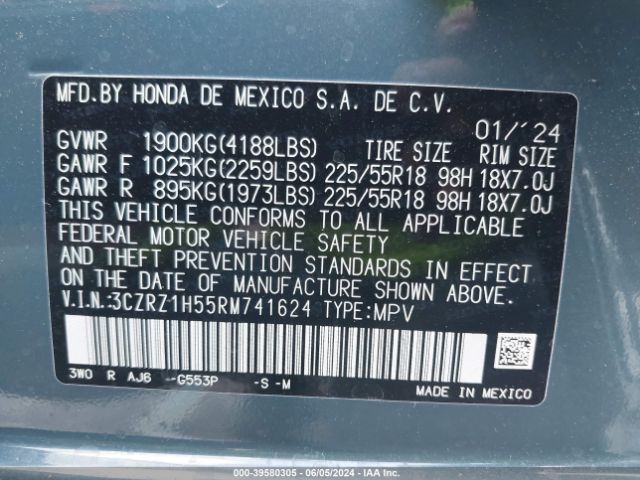 MFD.BY HONDA DE MEXICO S.A. DE C.V.
01/´24
GVWR 1900KG(4188LBS) TIRE SIZE RIM SIZE
GAWR F 1025KG(2259LBS) 225/55R18 98H 18X7.0J
GAWR R 895KG(1973LBS) 225/55R18 98H 18X7.0J
THIS VEHICLE CONFORMS TO ALL APPLICABLE
FEDERAL MOTOR VEHICLE SAFETY
AND THEFT PREVENTION STANDARDS IN EFFECT
ON THE DATE OF MANUFACTURE SHOWN ABOVE.
V.I.N.:3CZRZ1H55RM741624 TYPE:MPV
3WO R AJ6 --G553P -S -M
MADE IN MEXICO
000-39580305 | 06/05/2024 | IAA Inc.